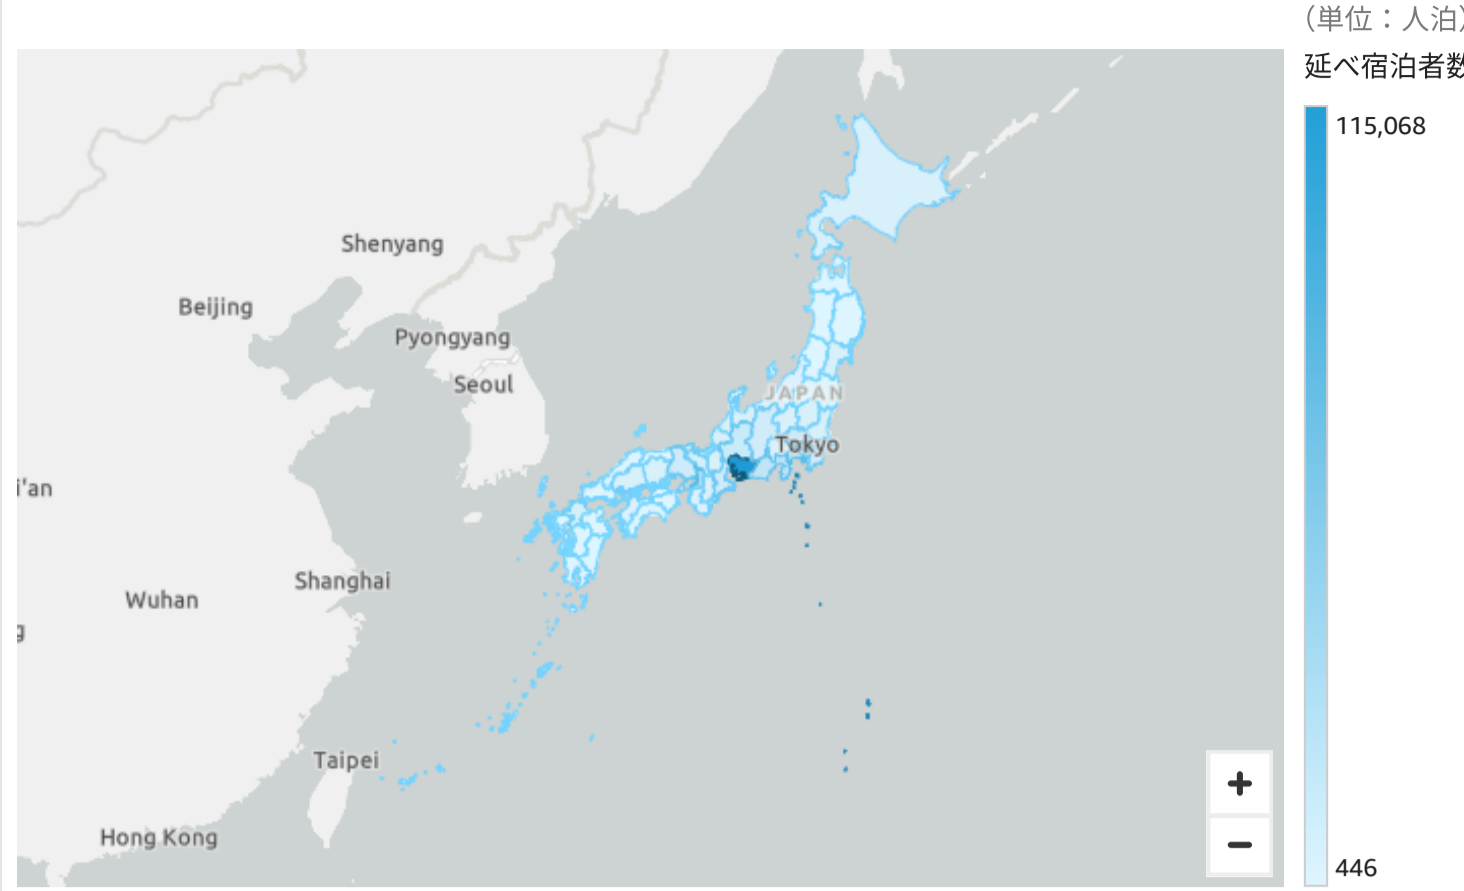 （単位：人泊）
延べ宿泊者数
115,068
Shenyang
Beijing
Pyongyang
Seoul
JAPAN
Tokyo
i'an
Shanghai
Wuhan
g
Taipei
Hong Kong
+
−
446